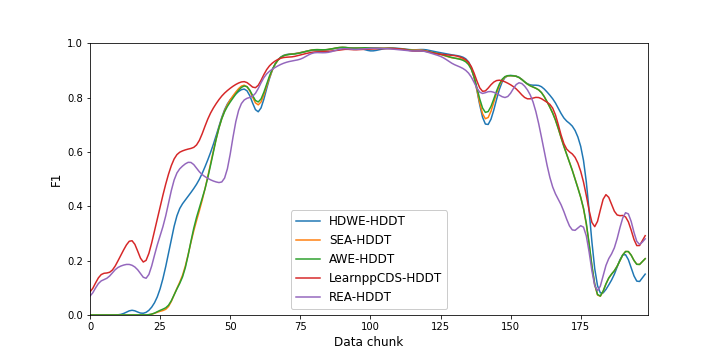 1.0
0.8
0.6
0.4
0.2
0.0
F1
HDWE-HDDT
SEA-HDDT
AWE-HDDT
LearnppCDS-HDDT
REA-HDDT
0 25 50 75 100 125 150 175
Data chunk